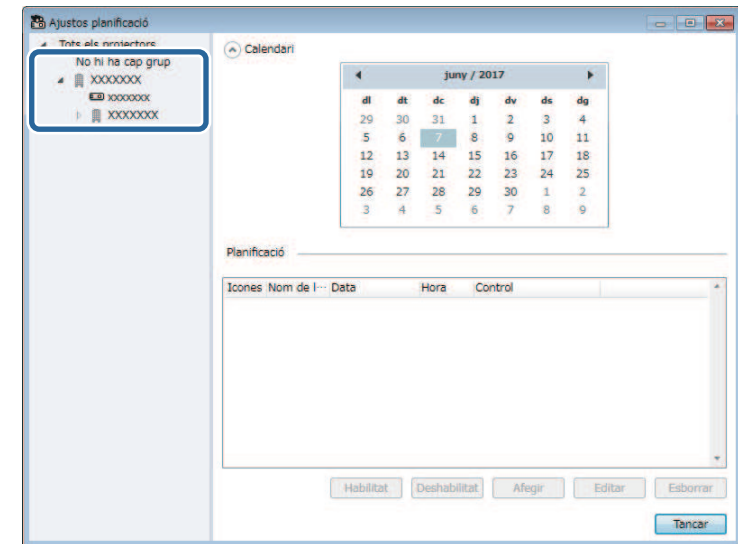 Ajustos planificació
Tots els projectors
No hi ha cap grup
XXXXXXX
XXXXXXX
XXXXXXX
Calendari
juny / 2017
dl dt dc dj dv ds dg
29 30 31 1 2 3 4
5 6 7 8 9 10 11
12 13 14 15 16 17 18
19 20 21 22 23 24 25
26 27 28 29 30 1 2
3 4 5 6 7 8 9
Planificació
Icones Nom de l··· Data Hora Control
Habilitat Deshabilitat Afegir Editar Esborrar
Tancar